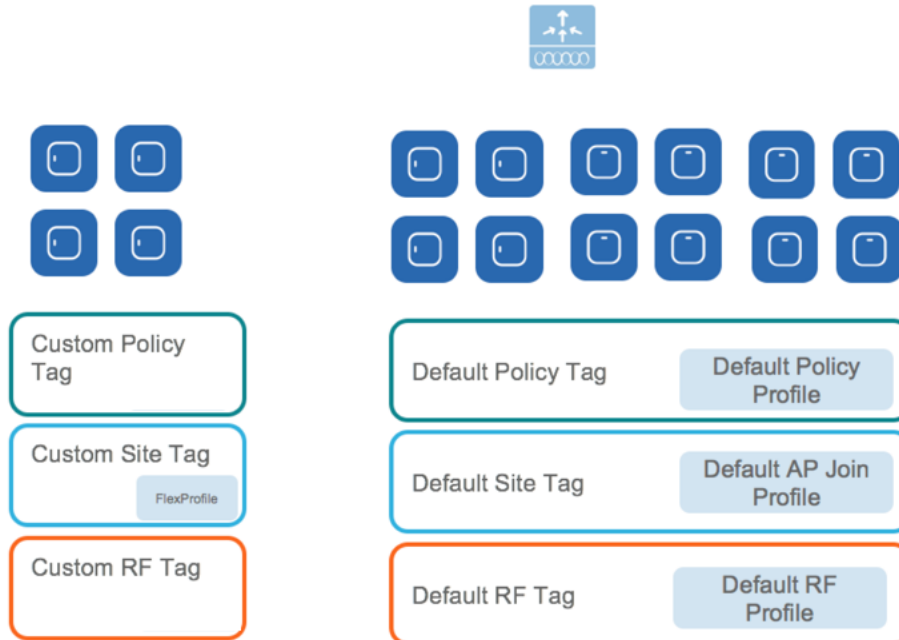 Custom Policy
Tag
Default Policy Tag
Default Policy
Profile
Custom Site Tag
FlexProfile
Default Site Tag
Default AP Join
Profile
Custom RF Tag
Default RF Tag
Default RF
Profile